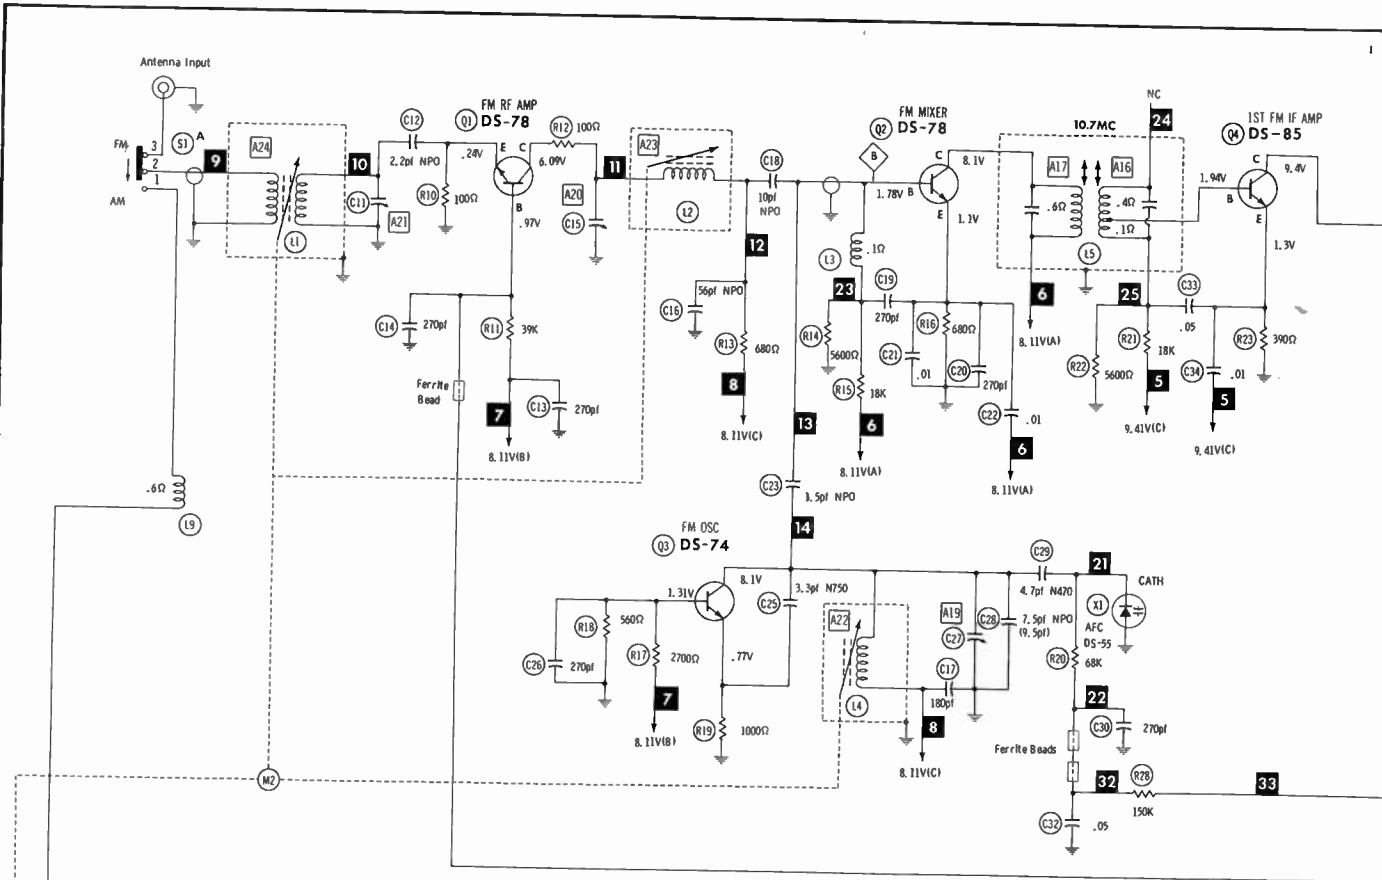 Antenna Input
FM
AM
3
2
1
S1
A
9
A24
L1
10
C11
A21
C12
2.2pf NPO
R10
100Ω
FM RF AMP
Q1 DS-78
E
C
B
.24V
6.09V
.97V
R12 100Ω
11
A20
C15
A23
L2
C18
10pf
NPO
12
56pf NPO
C16
R13
680Ω
8
8.11V(C)
C14
270pf
R11
39K
Ferrite
Bead
7
C13
270pf
8.11V(B)
FM MIXER
Q2 DS-78
B
C
8.1V
1.78V
B
E
1.1V
L3
.1Ω
23
C19
270pf
R14
5600Ω
R15
18K
6
8.11V(A)
R16
680Ω
C21
.01
C20
270pf
C22
.01
6
8.11V(A)
10.7MC
A17
A16
.6Ω
.4Ω
.1Ω
L5
NC
24
6
8.11V(A)
25
C33
.05
R21
18K
R22
5600Ω
5
9.41V(C)
C34
.01
5
9.41V(C)
1ST FM IF AMP
Q4 DS-85
C
9.4V
1.94V
B
E
1.3V
R23
390Ω
.6Ω
L9
13
C23
1.5pf NPO
14
FM OSC
Q3 DS-74
8.1V
1.31V
.77V
C25
3.3pf N750
R18
560Ω
C26
270pf
R17
2700Ω
7
8.11V(B)
R19
1000Ω
A22
L4
C17
180pf
8
8.11V(C)
A19
C27
C28
7.5pf NPO
(9.5pf)
C29
4.7pf N470
21
CATH
X1
AFC
DS-55
R20
68K
22
C30
270pf
Ferrite Beads
32
R28
150K
33
C32
.05
M2